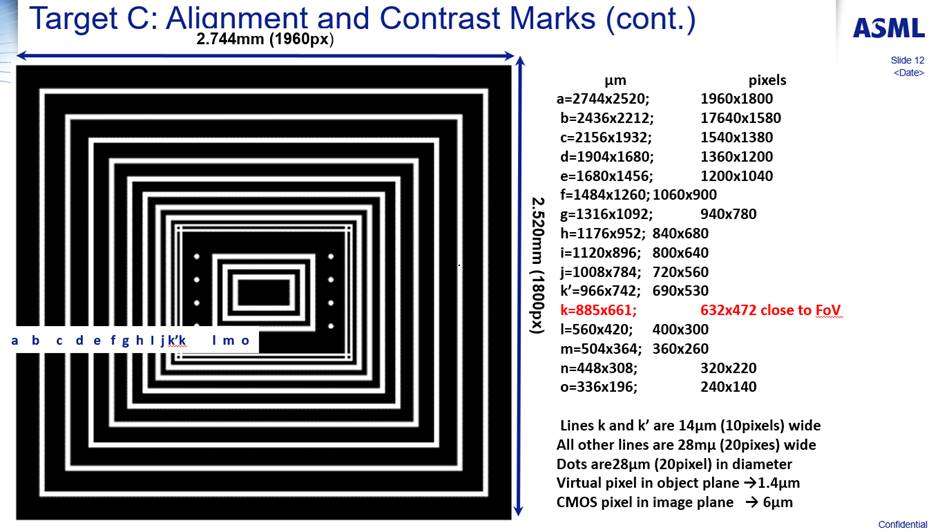 Target C: Alignment and Contrast Marks (cont.)
ASML
Slide 12
<Date>
2.744mm (1960px)
2.520mm (1800px)
a b c d e f g h I j k'k l m o
µm pixels
a=2744x2520; 1960x1800
b=2436x2212; 17640x1580
c=2156x1932; 1540x1380
d=1904x1680; 1360x1200
e=1680x1456; 1200x1040
f=1484x1260; 1060x900
g=1316x1092; 940x780
h=1176x952; 840x680
i=1120x896; 800x640
j=1008x784; 720x560
k’=966x742; 690x530
k=885x661; 632x472 close to FoV
l=560x420; 400x300
m=504x364; 360x260
n=448x308; 320x220
o=336x196; 240x140
Lines k and k’ are 14µm (10pixels) wide
All other lines are 28mµ (20pixes) wide
Dots are28µm (20pixel) in diameter
Virtual pixel in object plane →1.4µm
CMOS pixel in image plane → 6µm
Confidential